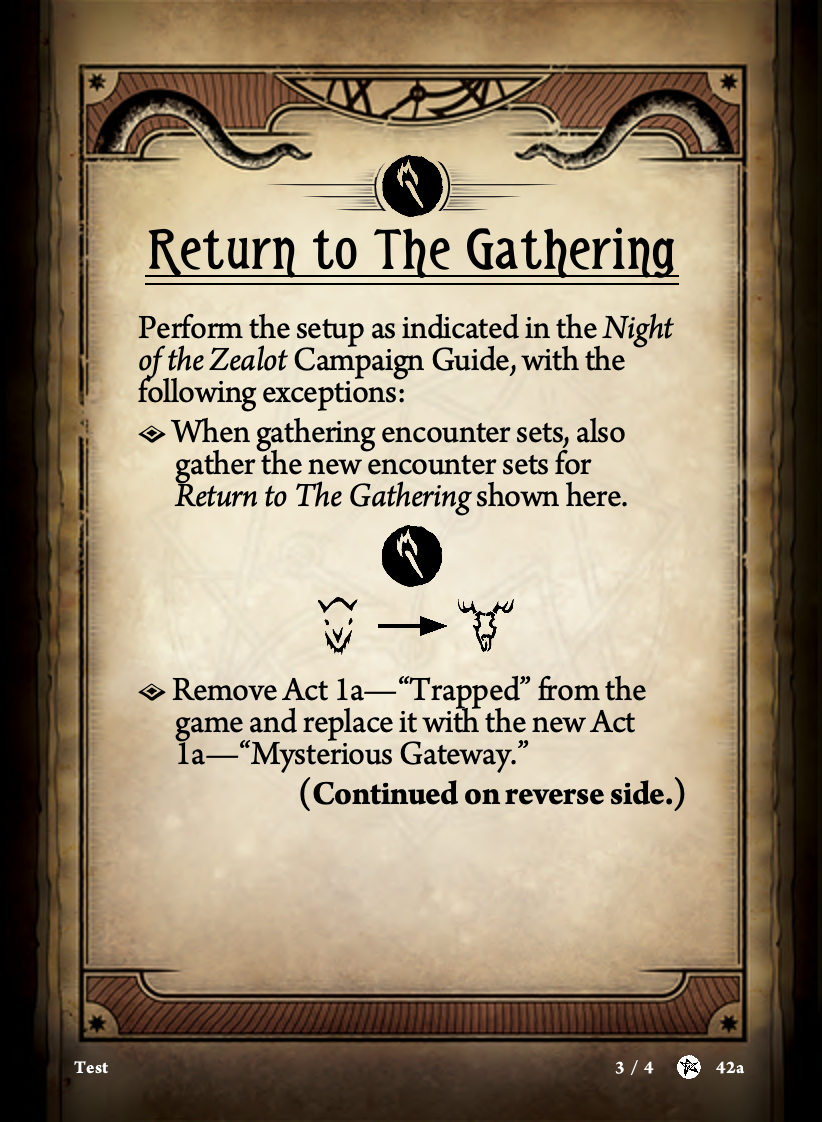 Return to The Gathering
Perform the setup as indicated in the Night
of the Zealot Campaign Guide, with the
following exceptions:
When gathering encounter sets, also
gather the new encounter sets for
Return to The Gathering shown here.
Remove Act 1a—“Trapped” from the
game and replace it with the new Act
1a—“Mysterious Gateway.”
(Continued on reverse side.)
Test
3 / 4
42a